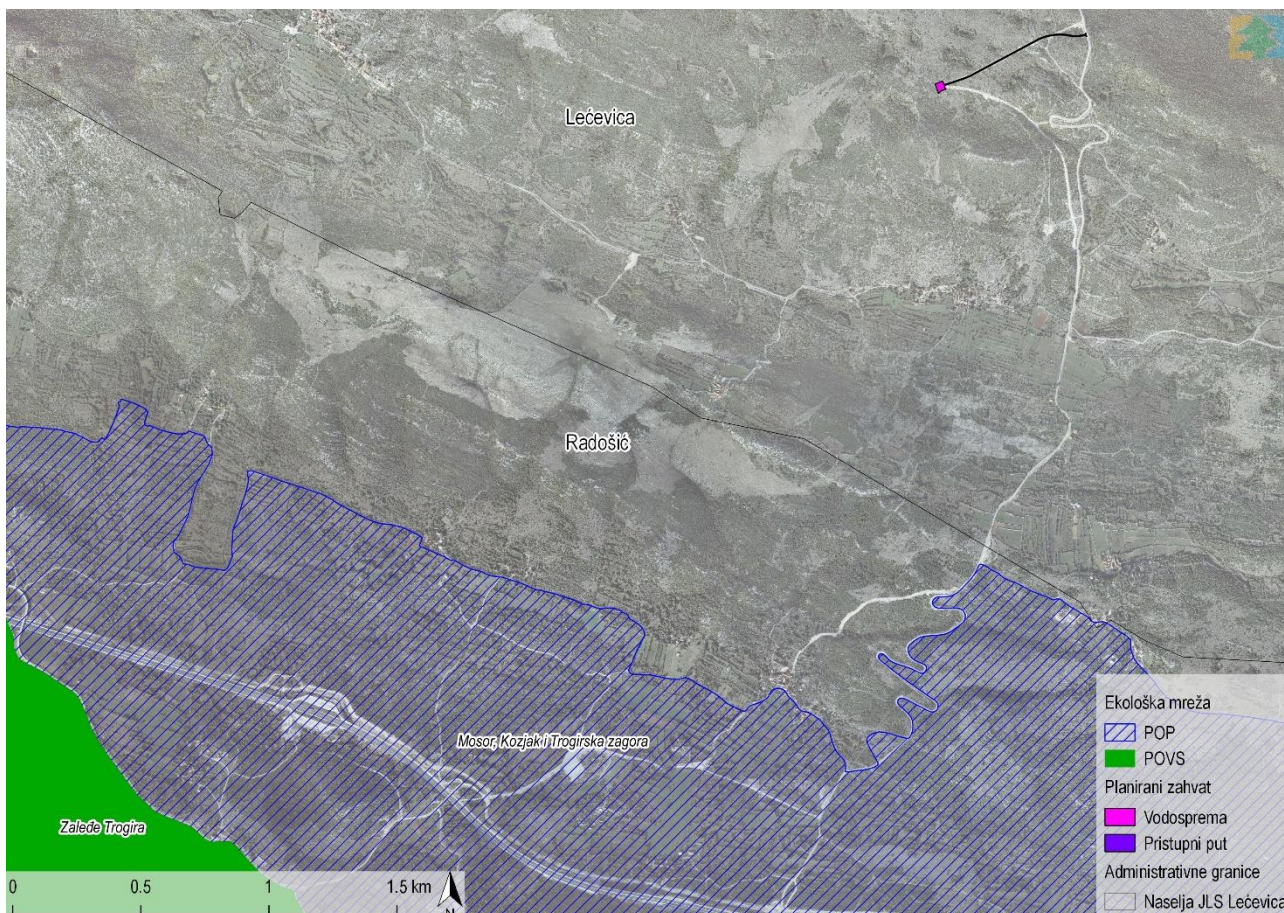 Lećevica
Radošić
Mosor, Kozjak i Trogirska zagora
Zaleđe Trogira
Ekološka mreža
POP
POVS
Planirani zahvat
Vodosprema
Pristupni put
Administrativne granice
Naselja JLS Lećevica
0 0.5 1 1.5 km
N